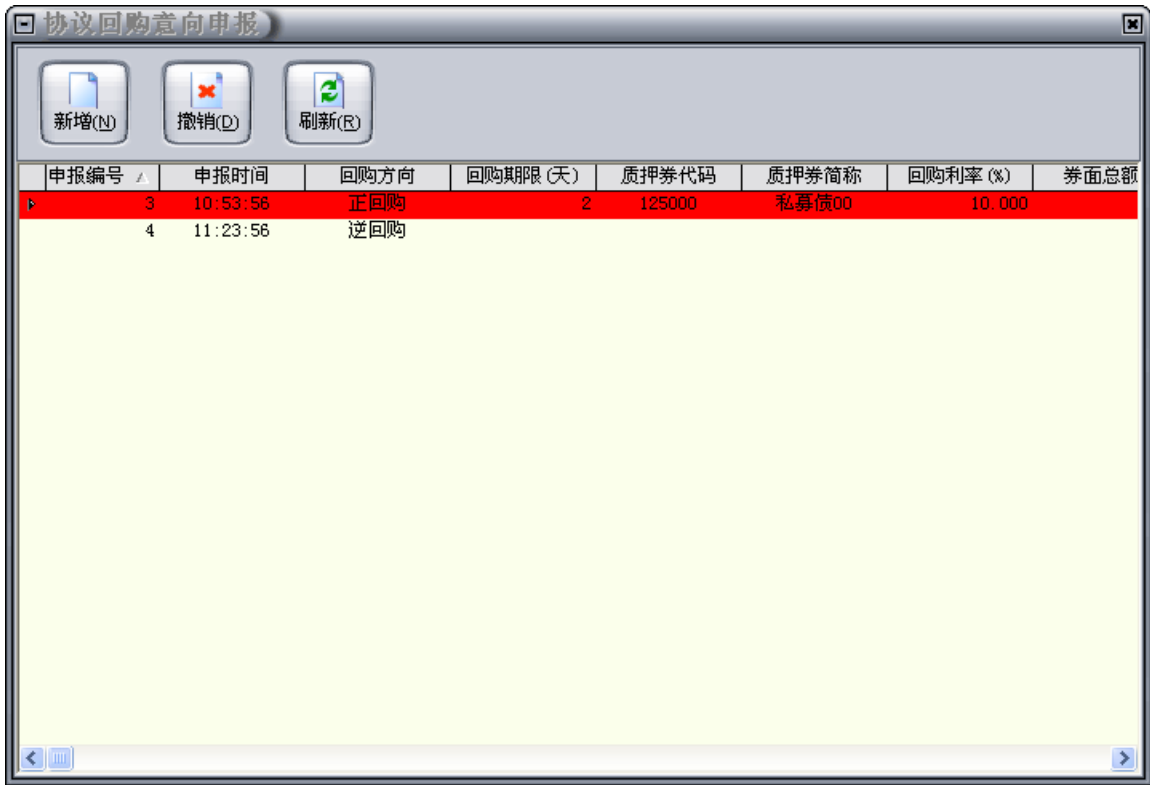 协议回购意向申报
新增(N) 撤销(D) 刷新(R)
申报编号 申报时间 回购方向 回购期限(天) 质押券代码 质押券简称 回购利率(%) 券面总额
3 10:53:56 正回购 2 125000 私募债00 10.000
4 11:23:56 逆回购